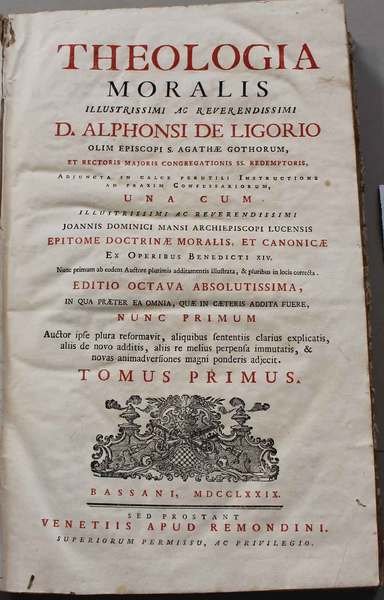 THEOLOGIA
MORALIS
ILLUSTRISSIMI AC REVERENDISSIMI
D. ALPHONSI DE LIGORIO
OLIM EPISCOPI S. AGATHÆ GOTHORUM,
ET RECTORIS MAJORIS CONGREGATIONIS SS. REDEMPTORIS,
ADJUNCTA IN CALCE PERUTILI INSTRUCTIONE
AD PRAXIM CONFESSARIORUM,
UNA CUM
ILLUSTRISSIMI AC REVERENDISSIMI
JOANNIS DOMINICI MANSI ARCHIEPISCOPI LUCENSIS
EPITOME DOCTRINÆ MORALIS, ET CANONICÆ
EX OPERIBUS BENEDICTI XIV.
Nunc primum ab eodem Auctore plurimis additamentis illustrata, & pluribus in locis correcta.
EDITIO OCTAVA ABSOLUTISSIMA,
IN QUA PRÆTER EA OMNIA, QUÆ IN CÆTERIS ADDITA FUERE,
NUNC PRIMUM
Auctor ipse plura reformavit, aliquibus sententiis clarius explicatis,
aliis de novo additis, aliis re melius perpensa immutatis, &
novas animadversiones magni ponderis adjecit.
TOMUS PRIMUS.
BASSANI, MDCCLXXIX.
SED PROSTANT
VENETIIS APUD REMONDINI.
SUPERIORUM PERMISSU, AC PRIVILEGIO.